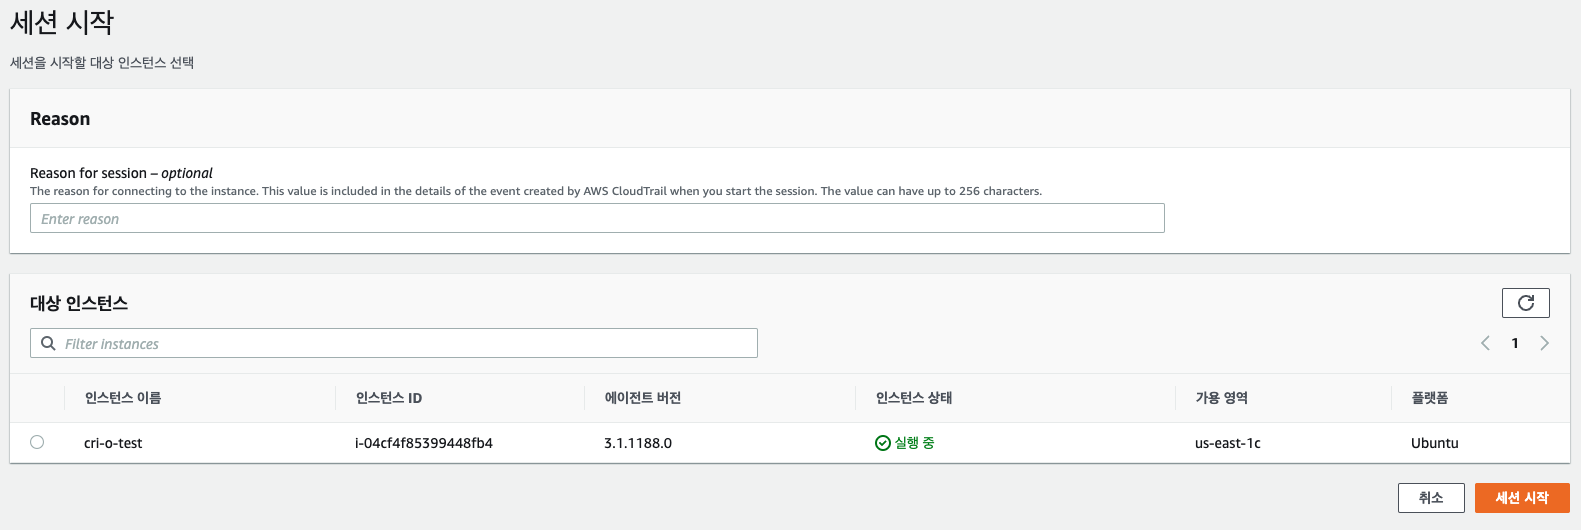 세션 시작
세션을 시작할 대상 인스턴스 선택
Reason
Reason for session – optional
The reason for connecting to the instance. This value is included in the details of the event created by AWS CloudTrail when you start the session. The value can have up to 256 characters.
Enter reason
대상 인스턴스
Filter instances
1
인스턴스 이름 인스턴스 ID 에이전트 버전 인스턴스 상태 가용 영역 플랫폼
cri-o-test i-04cf4f85399448fb4 3.1.1188.0 실행 중 us-east-1c Ubuntu
취소 세션 시작